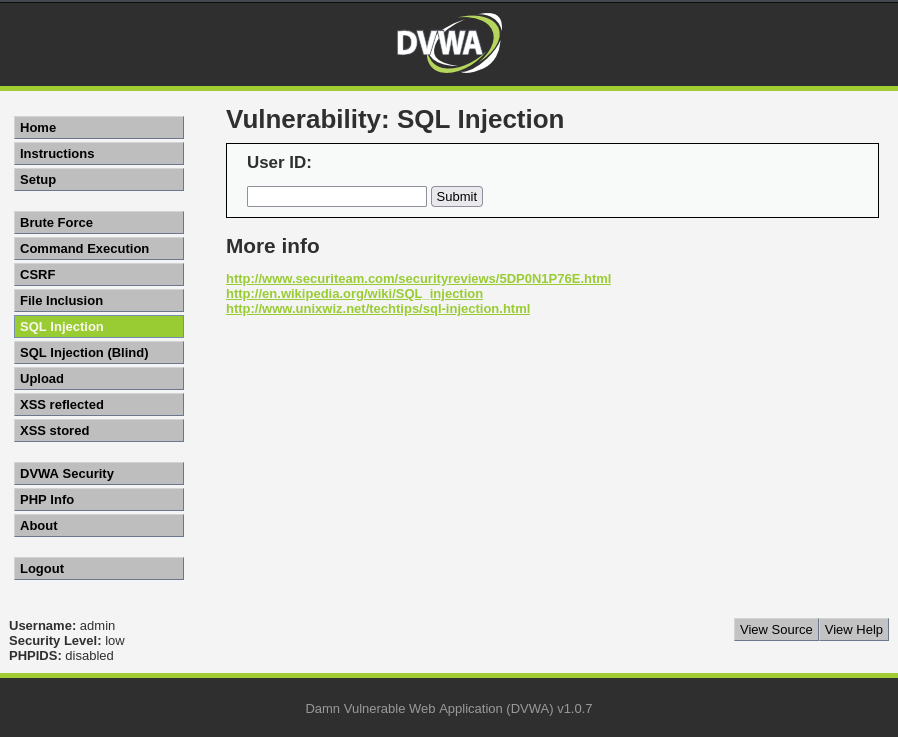 DVWA
Home
Instructions
Setup
Brute Force
Command Execution
CSRF
File Inclusion
SQL Injection
SQL Injection (Blind)
Upload
XSS reflected
XSS stored
DVWA Security
PHP Info
About
Logout
Vulnerability: SQL Injection
User ID:
Submit
More info
http://www.securiteam.com/securityreviews/5DP0N1P76E.html
http://en.wikipedia.org/wiki/SQL_injection
http://www.unixwiz.net/techtips/sql-injection.html
Username: admin
Security Level: low
PHPIDS: disabled
View Source View Help
Damn Vulnerable Web Application (DVWA) v1.0.7